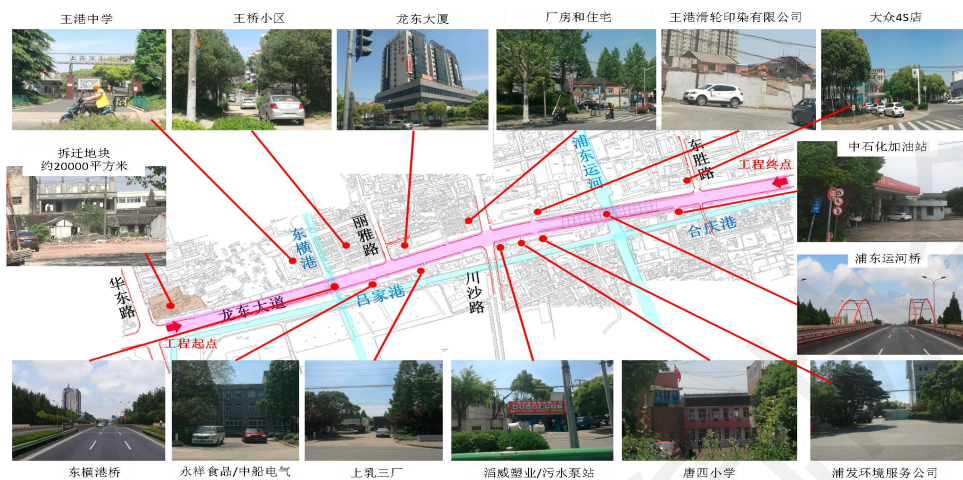 王港中学
王桥小区
龙东大厦
厂房和住宅
王港滑轮印染有限公司
大众4S店
拆迁地块
约20000平方米
浦东运河
东胜路
工程终点
中石化加油站
丽雅路
东横港
合庆港
浦东运河桥
华东路
龙东大道
吕家港
川沙路
工程起点
东横港桥
永祥食品/中船电气
上乳三厂
滔威塑业/污水泵站
唐四小学
浦发环境服务公司